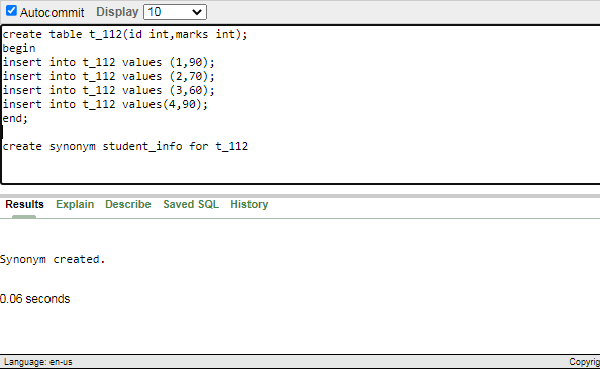 Autocommit Display 10
create table t_112(id int,marks int);
begin
insert into t_112 values (1,90);
insert into t_112 values (2,70);
insert into t_112 values (3,60);
insert into t_112 values(4,90);
end;
create synonym student_info for t_112
Results Explain Describe Saved SQL History
Synonym created.
0.06 seconds
Language: en-us Copyrig